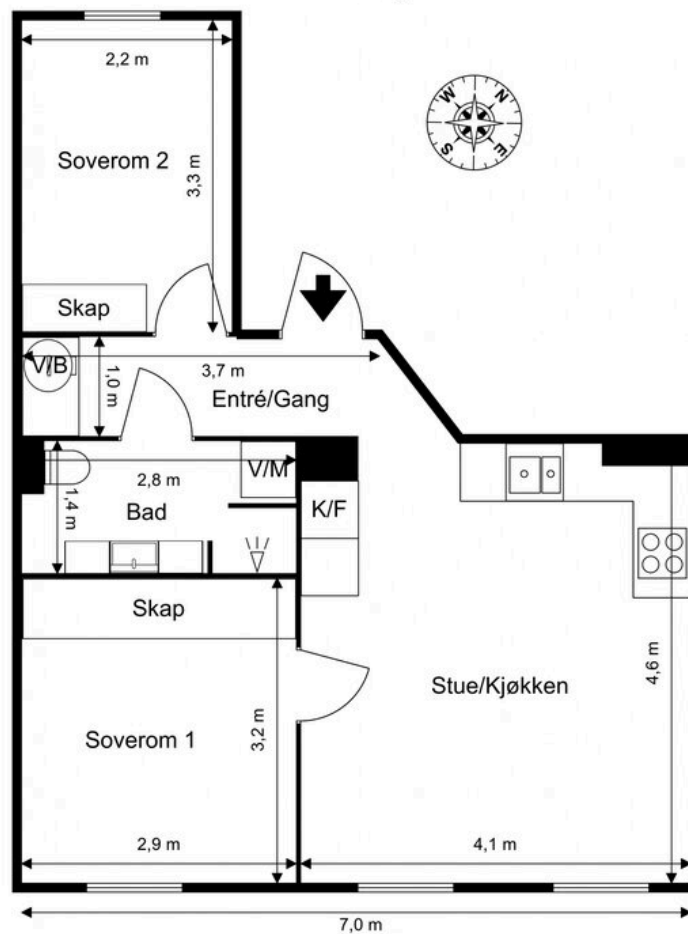 2,2 m
Soverom 2
3,3 m
N
W
E
S
Skap
V/B
1,0 m
3,7 m
Entré/Gang
2,8 m
V/M
1,4 m
Bad
K/F
Skap
Stue/Kjøkken
4,6 m
Soverom 1
3,2 m
2,9 m
4,1 m
7,0 m